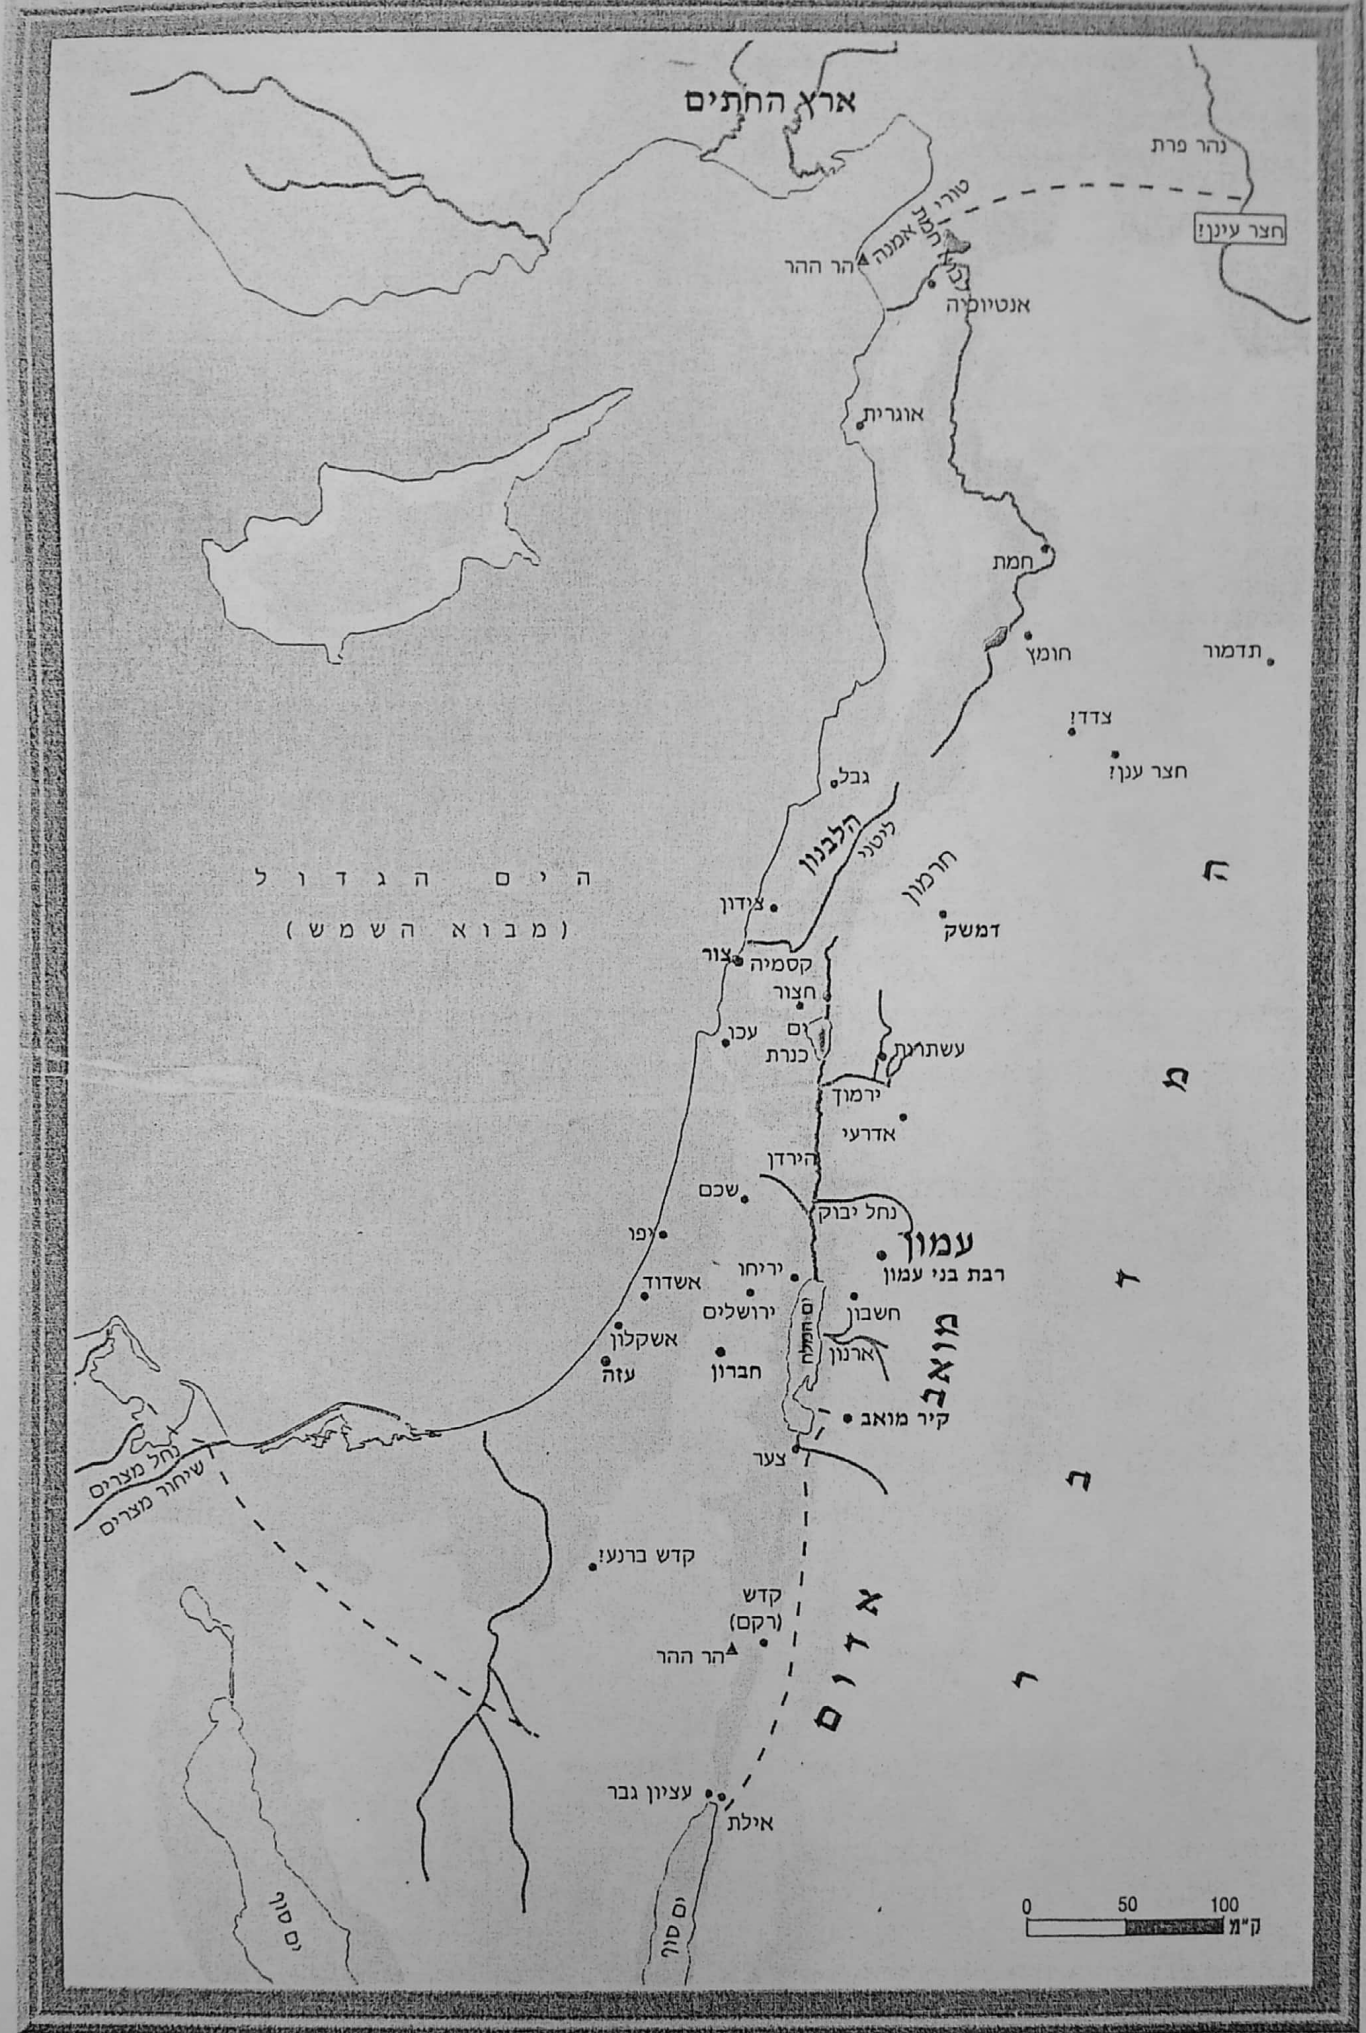 ארץ החתים
נהר פרת
חצר עינן?
טורי אמנה
לבוא חמת
הר ההר
אנטיוכיה
אוגרית
חמת
חומץ
תדמור
צדד?
חצר ענן?
גבל
הלבנון
ליטני
חרמון
דמשק
הים הגדול
(מבוא השמש)
צידון
צור
קסמיה
חצור
ים
כנרת
עכו
עשתרות
ירמוך
אדרעי
הירדן
שכם
נחל יבוק
יפו
עמון
רבת בני עמון
יריחו
אשדוד
ירושלים
חשבון
ים המלח
אשקלון
ארנון
מואב
עזה
חברון
קיר מואב
צער
נחל מצרים
שיחור מצרים
קדש ברנע?
קדש
(רקם)
הר ההר
אדום
המדבר
עציון גבר
אילת
ים סוף
ים סוף
0 50 100
ק"מ